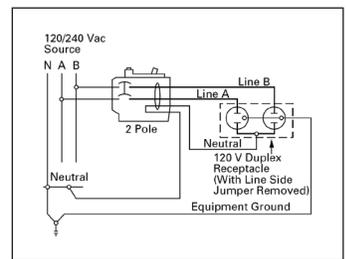 120/240 Vac
Source
N A B
Line B
Line A
2 Pole
Neutral
120 V Duplex
Receptacle
(With Line Side
Jumper Removed)
Neutral
Equipment Ground